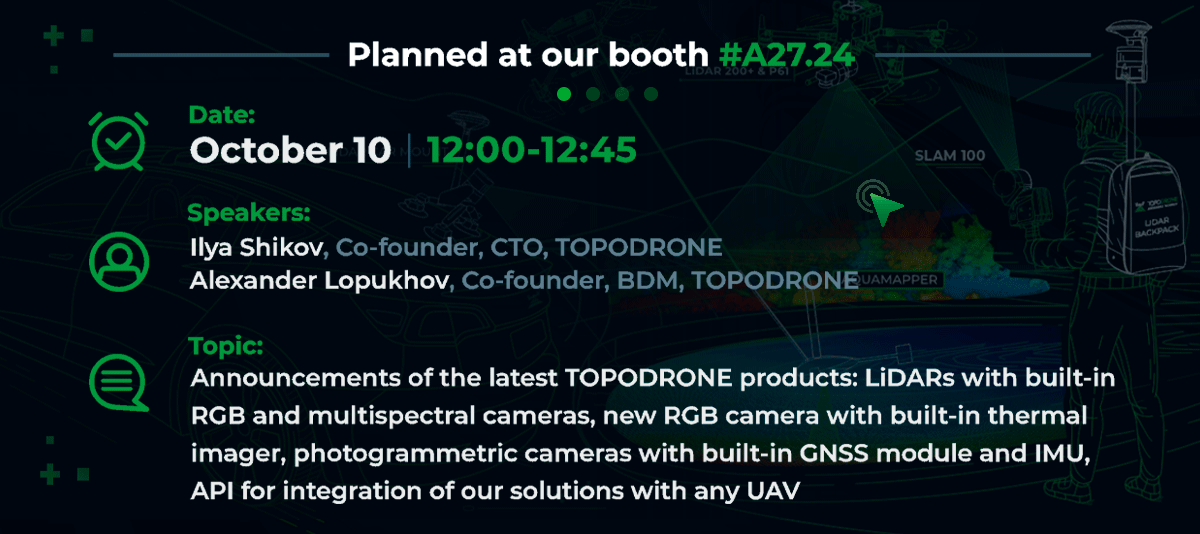 Planned at our booth #A27.24
LIDAR 200+ & P61
Date:
October 10 | 12:00-12:45
SLAM 100
Speakers:
Ilya Shikov, Co-founder, CTO, TOPODRONE
Alexander Lopukhov, Co-founder, BDM, TOPODRONE
TOPODRONE
LIDAR
BACKPACK
Topic:
Announcements of the latest TOPODRONE products: LiDARs with built-in
RGB and multispectral cameras, new RGB camera with built-in thermal
imager, photogrammetric cameras with built-in GNSS module and IMU,
API for integration of our solutions with any UAV